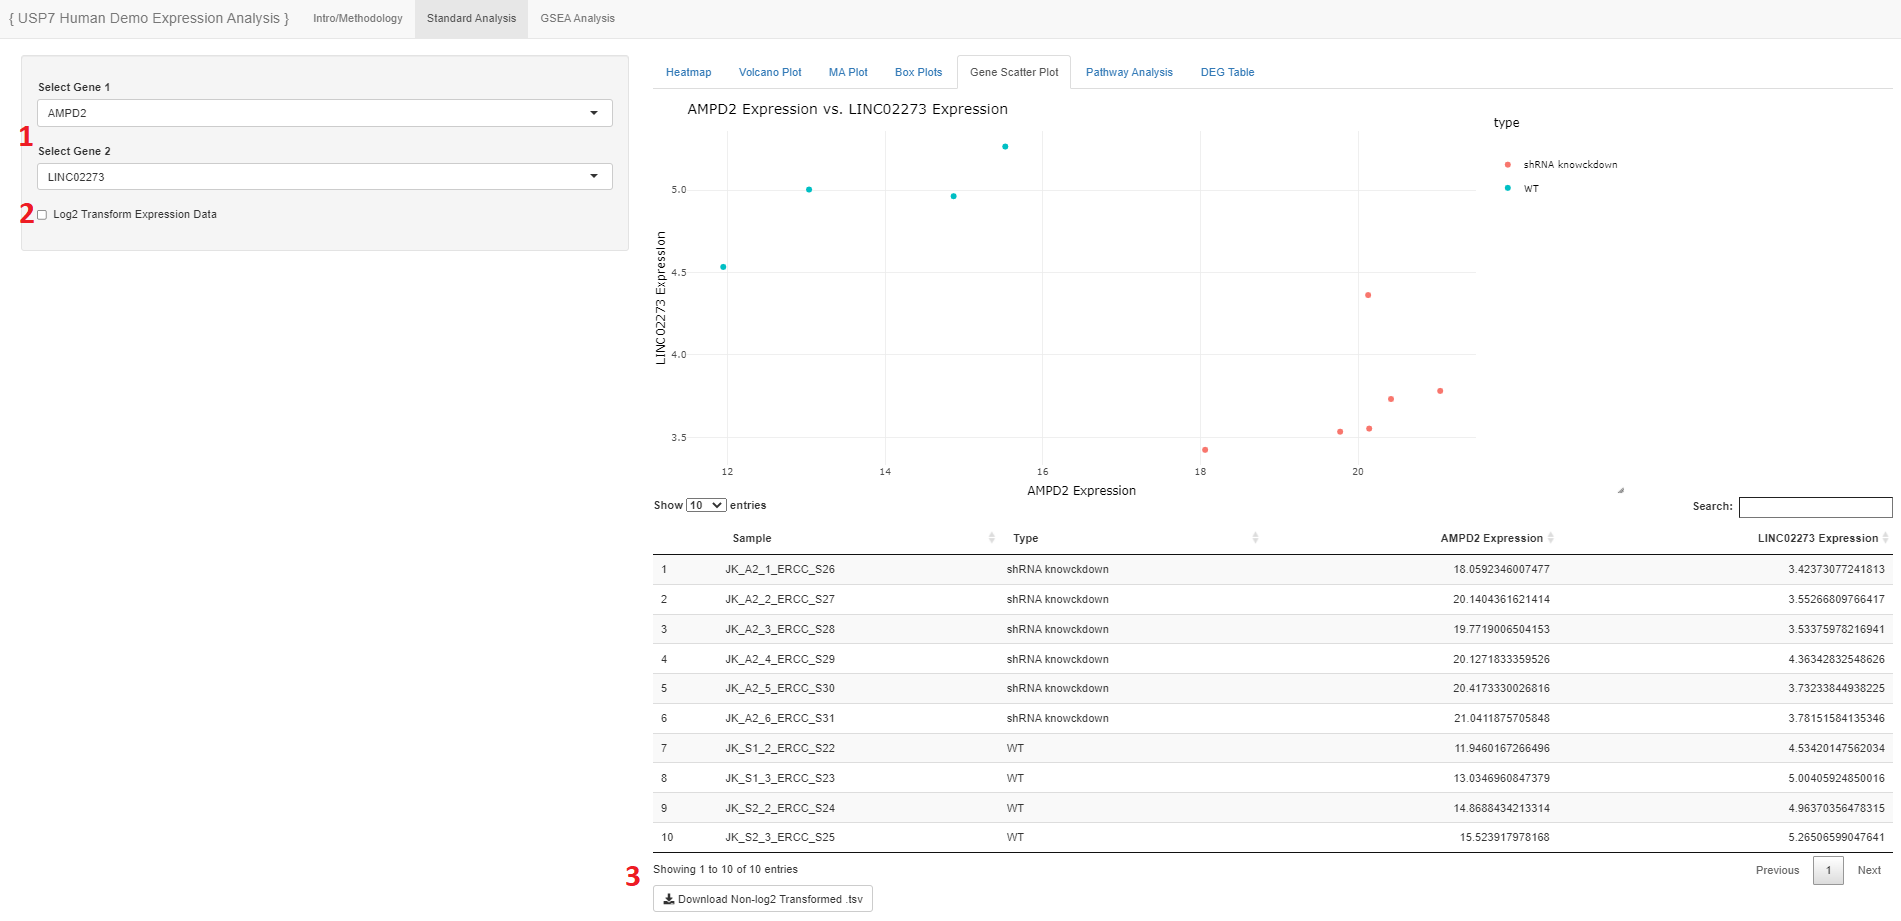 { USP7 Human Demo Expression Analysis } Intro/Methodology Standard Analysis GSEA Analysis
Select Gene 1
AMPD2
1
Select Gene 2
LINC02273
2 Log2 Transform Expression Data
Heatmap Volcano Plot MA Plot Box Plots Gene Scatter Plot Pathway Analysis DEG Table
AMPD2 Expression vs. LINC02273 Expression
type
shRNA knowckdown
WT
LINC02273 Expression
5.0
4.5
4.0
3.5
12 14 16 18 20
AMPD2 Expression
Show 10 entries Search:
Sample Type AMPD2 Expression LINC02273 Expression
1 JK_A2_1_ERCC_S26 shRNA knowckdown 18.0592346007477 3.42373077241813
2 JK_A2_2_ERCC_S27 shRNA knowckdown 20.1404361621414 3.55266809766417
3 JK_A2_3_ERCC_S28 shRNA knowckdown 19.7719006504153 3.53375978216941
4 JK_A2_4_ERCC_S29 shRNA knowckdown 20.1271833359526 4.36342832548626
5 JK_A2_5_ERCC_S30 shRNA knowckdown 20.4173330026816 3.73233844938225
6 JK_A2_6_ERCC_S31 shRNA knowckdown 21.0411875705848 3.78151584135346
7 JK_S1_2_ERCC_S22 WT 11.9460167266496 4.53420147562034
8 JK_S1_3_ERCC_S23 WT 13.0346960847379 5.00405924850016
9 JK_S2_2_ERCC_S24 WT 14.8688434213314 4.96370356478315
10 JK_S2_3_ERCC_S25 WT 15.523917978168 5.26506599047641
Showing 1 to 10 of 10 entries Previous 1 Next
3
Download Non-log2 Transformed .tsv